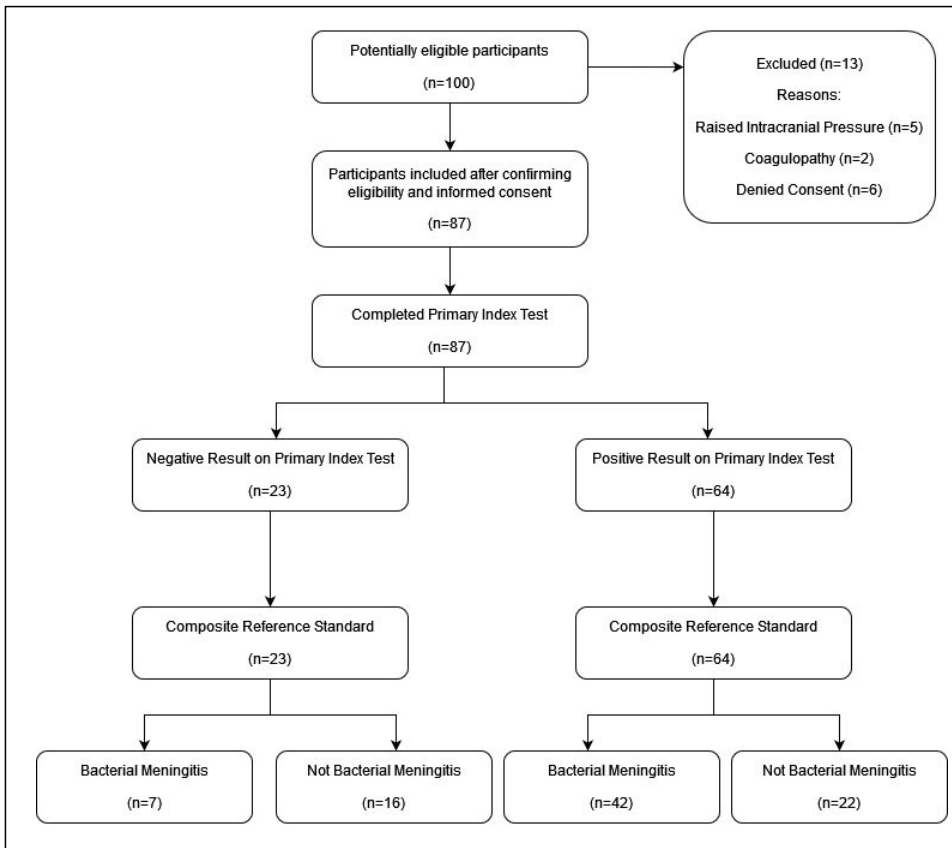 Potentially eligible participants
(n=100)
Excluded (n=13)
Reasons:
Raised Intracranial Pressure (n=5)
Coagulopathy (n=2)
Denied Consent (n=6)
Participants included after confirming
eligibility and informed consent
(n=87)
Completed Primary Index Test
(n=87)
Negative Result on Primary Index Test
(n=23)
Positive Result on Primary Index Test
(n=64)
Composite Reference Standard
(n=23)
Composite Reference Standard
(n=64)
Bacterial Meningitis
(n=7)
Not Bacterial Meningitis
(n=16)
Bacterial Meningitis
(n=42)
Not Bacterial Meningitis
(n=22)